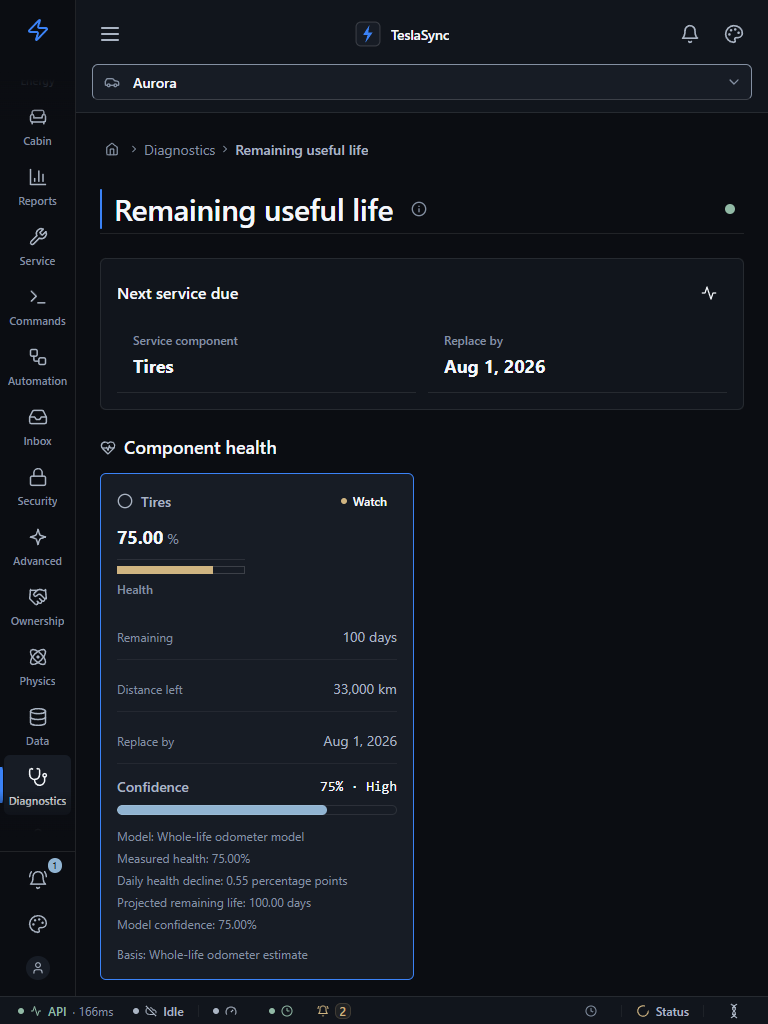 TeslaSync
Aurora
Cabin
Reports
Service
Commands
Automation
Inbox
Security
Advanced
Ownership
Physics
Data
Diagnostics
1
Diagnostics
Remaining useful life
Remaining useful life
Next service due
Service component
Replace by
Tires
Aug 1, 2026
Component health
Tires
Watch
75.00 %
Health
Remaining
100 days
Distance left
33,000 km
Replace by
Aug 1, 2026
Confidence
75% · High
Model: Whole-life odometer model
Measured health: 75.00%
Daily health decline: 0.55 percentage points
Projected remaining life: 100.00 days
Model confidence: 75.00%
Basis: Whole-life odometer estimate
API · 166ms
Idle
2
Status